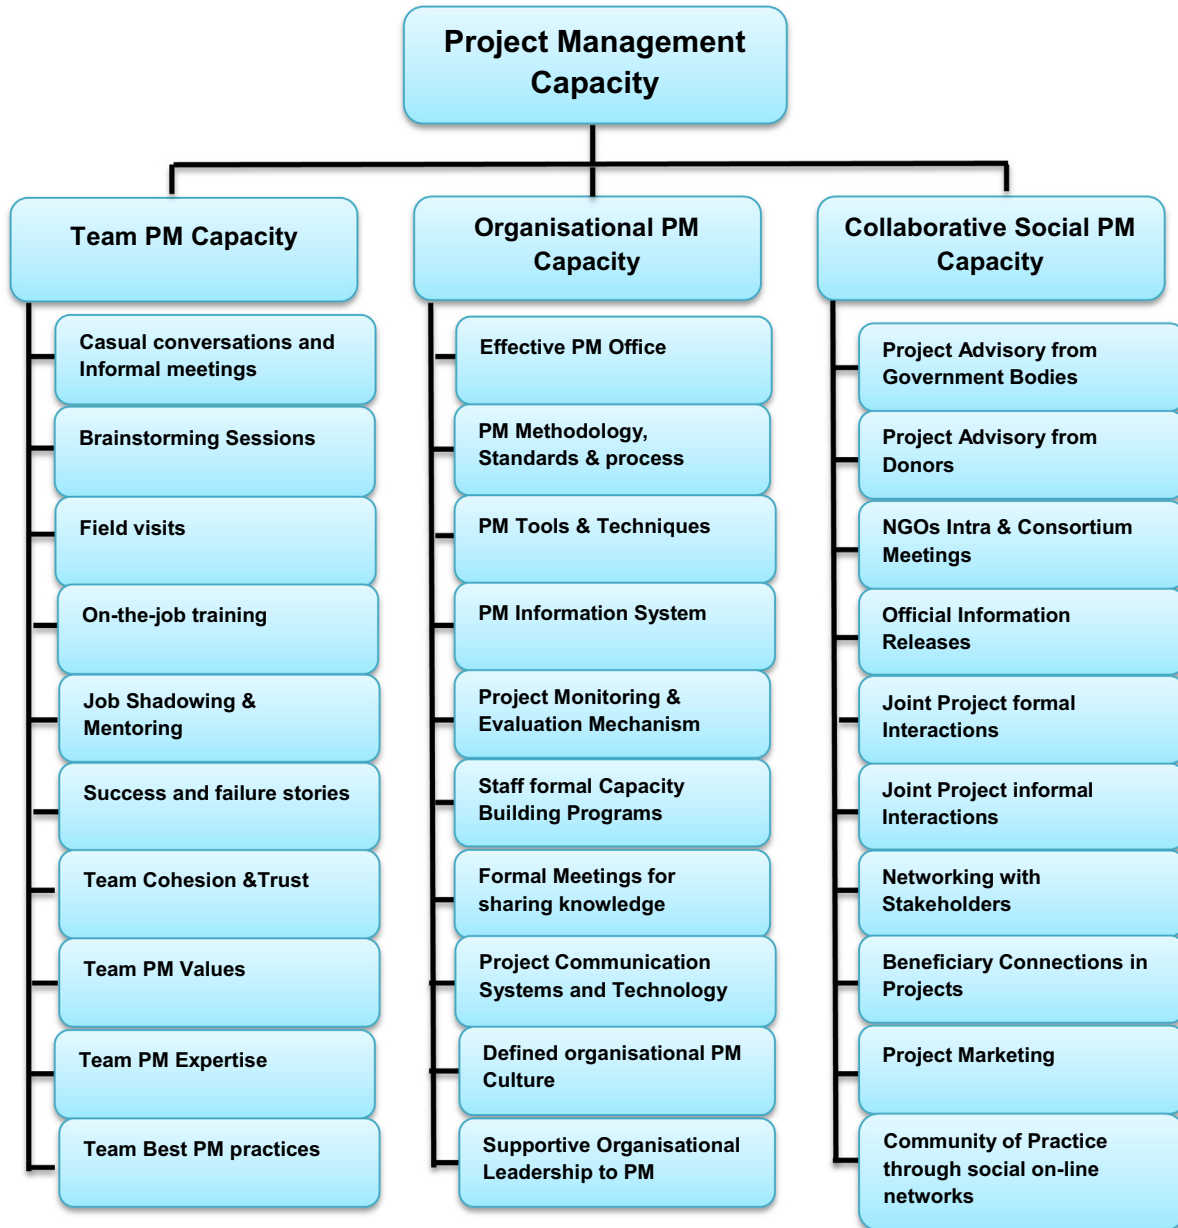 Project Management
Capacity
Team PM Capacity
Casual conversations and
Informal meetings
Brainstorming Sessions
Field visits
On-the-job training
Job Shadowing &
Mentoring
Success and failure stories
Team Cohesion &Trust
Team PM Values
Team PM Expertise
Team Best PM practices
Organisational PM
Capacity
Effective PM Office
PM Methodology,
Standards & process
PM Tools & Techniques
PM Information System
Project Monitoring &
Evaluation Mechanism
Staff formal Capacity
Building Programs
Formal Meetings for
sharing knowledge
Project Communication
Systems and Technology
Defined organisational PM
Culture
Supportive Organisational
Leadership to PM
Collaborative Social PM
Capacity
Project Advisory from
Government Bodies
Project Advisory from
Donors
NGOs Intra & Consortium
Meetings
Official Information
Releases
Joint Project formal
Interactions
Joint Project informal
Interactions
Networking with
Stakeholders
Beneficiary Connections in
Projects
Project Marketing
Community of Practice
through social on-line
networks